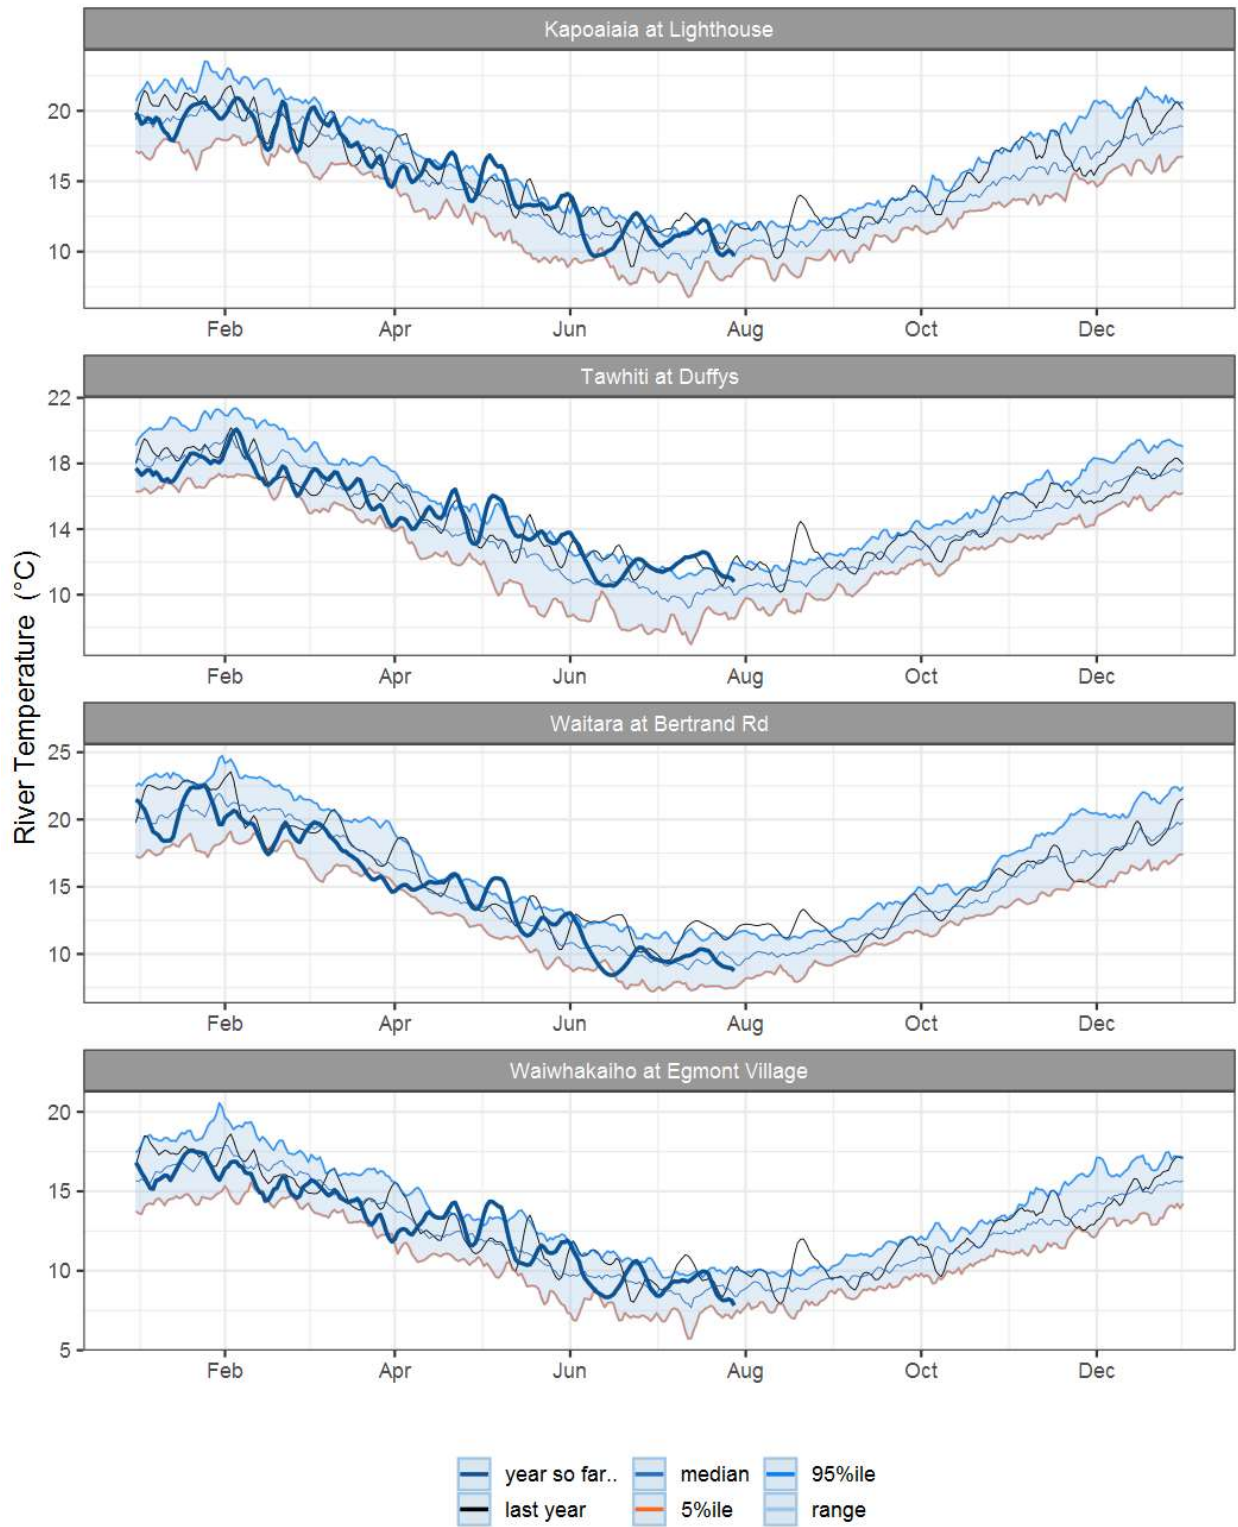 Kapoaiaia at Lighthouse
20
15
10
Feb Apr Jun Aug Oct Dec
Tawhiti at Duffys
22
18
14
10
Feb Apr Jun Aug Oct Dec
Waitara at Bertrand Rd
25
20
15
10
Feb Apr Jun Aug Oct Dec
Waiwhakaiho at Egmont Village
20
15
10
5
Feb Apr Jun Aug Oct Dec
River Temperature (°C)
year so far.. median 95%ile
last year 5%ile range